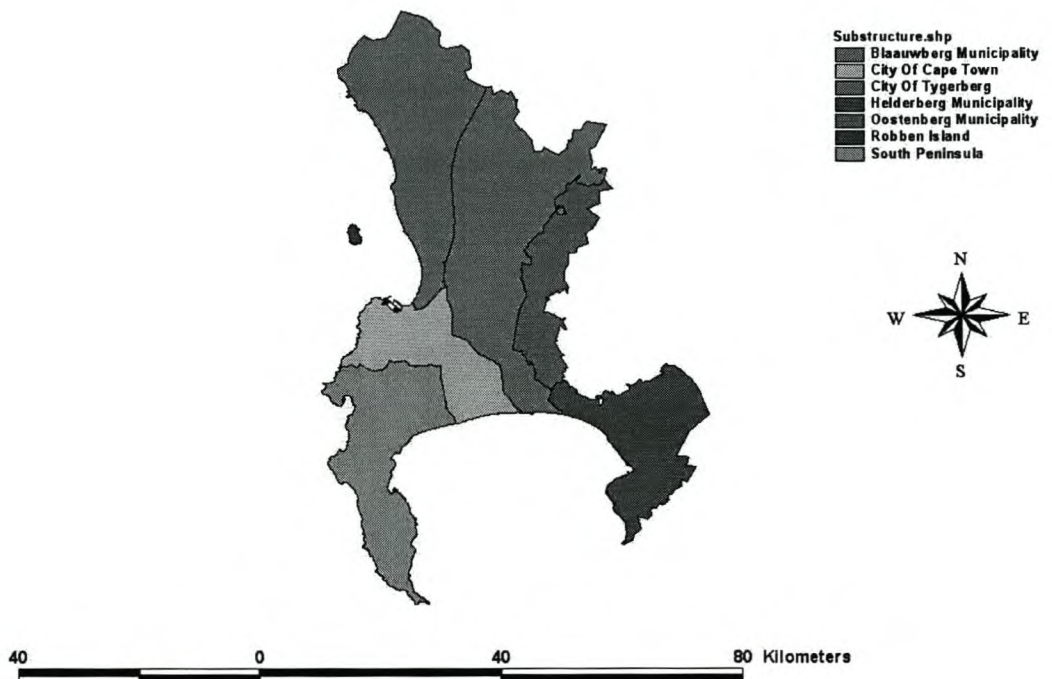 Substructure.shp
Blaauwberg Municipality
City Of Cape Town
City Of Tygerberg
Helderberg Municipality
Oostenberg Municipality
Robben Island
South Peninsula
N
W E
S
40 0 40 80 Kilometers